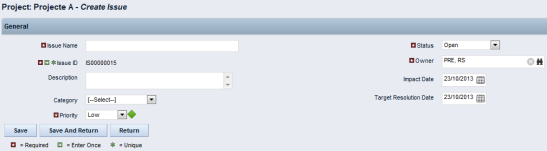 Project: Projecte A - Create Issue
General
Issue Name
Status Open
Issue ID IS00000015
Owner PRE, RS
Description
Impact Date 23/10/2013
Category [--Select--]
Target Resolution Date 23/10/2013
Priority Low
Save Save And Return Return
= Required = Enter Once = Unique